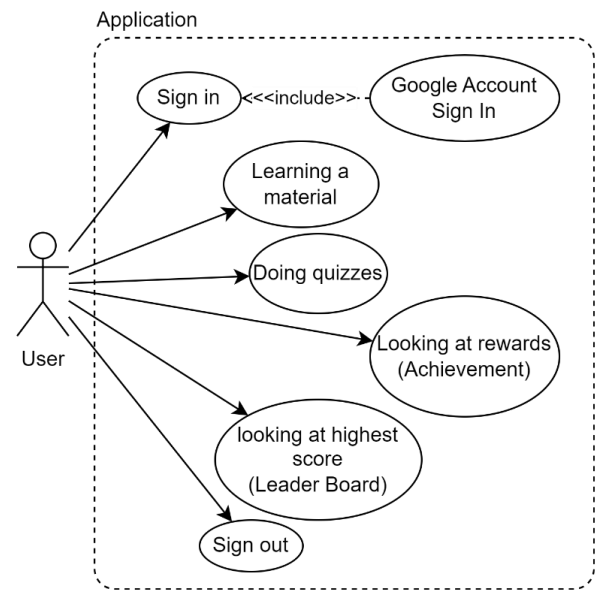 Application
Sign in
<<<include>>
Google Account
Sign In
Learning a
material
Doing quizzes
Looking at rewards
(Achievement)
looking at highest
score
(Leader Board)
Sign out
User